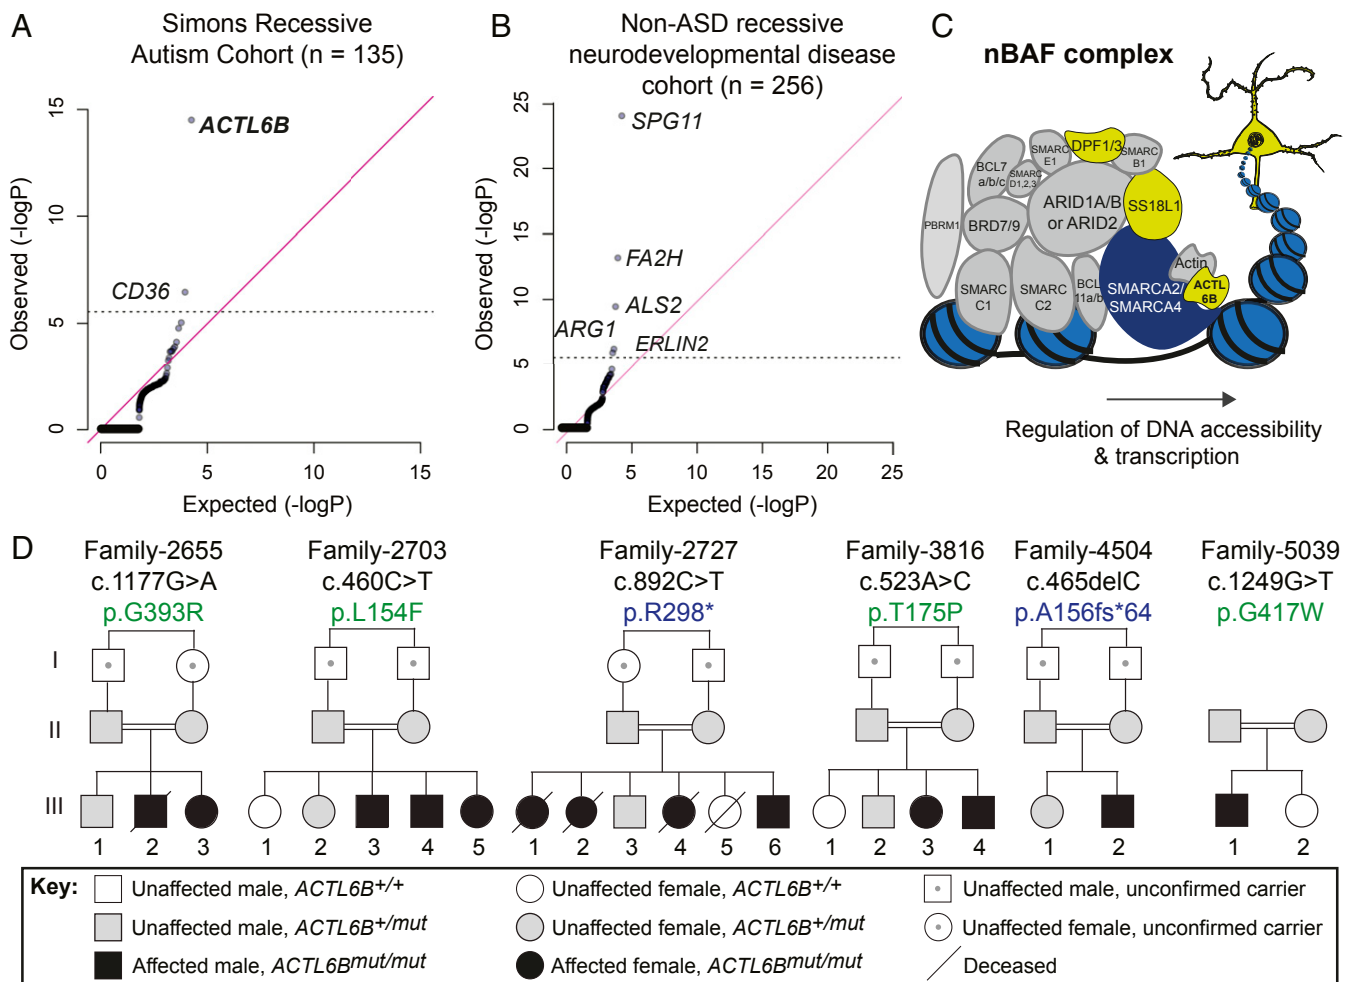 A
Simons Recessive
Autism Cohort (n = 135)
Observed (-logP)
15
10
5
0
ACTL6B
CD36
0 5 10 15
Expected (-logP)
B
Non-ASD recessive
neurodevelopmental disease
cohort (n = 256)
Observed (-logP)
25
20
15
10
5
0
SPG11
FA2H
ALS2
ARG1
ERLIN2
0 5 10 15 20 25
Expected (-logP)
C
nBAF complex
PBRM1
BCL7
a/b/c
SMARC
E1
SMARC
D1,2,3
DPF1/3
SMARC
B1
BRD7/9
ARID1A/B
or ARID2
SS18L1
SMARC
C1
SMARC
C2
BCL
11a/b
SMARCA2/
SMARCA4
Actin
ACTL
6B
Regulation of DNA accessibility
& transcription
D
Family-2655
c.1177G>A
p.G393R
Family-2703
c.460C>T
p.L154F
Family-2727
c.892C>T
p.R298*
Family-3816
c.523A>C
p.T175P
Family-4504
c.465delC
p.A156fs*64
Family-5039
c.1249G>T
p.G417W
I
II
III
1 2 3
1 2 3 4 5
1 2 3 4 5 6
1 2 3 4
1 2
1 2
Key:
Unaffected male, ACTL6B+/+
Unaffected female, ACTL6B+/+
Unaffected male, unconfirmed carrier
Unaffected male, ACTL6B+/mut
Unaffected female, ACTL6B+/mut
Unaffected female, unconfirmed carrier
Affected male, ACTL6Bmut/mut
Affected female, ACTL6Bmut/mut
Deceased